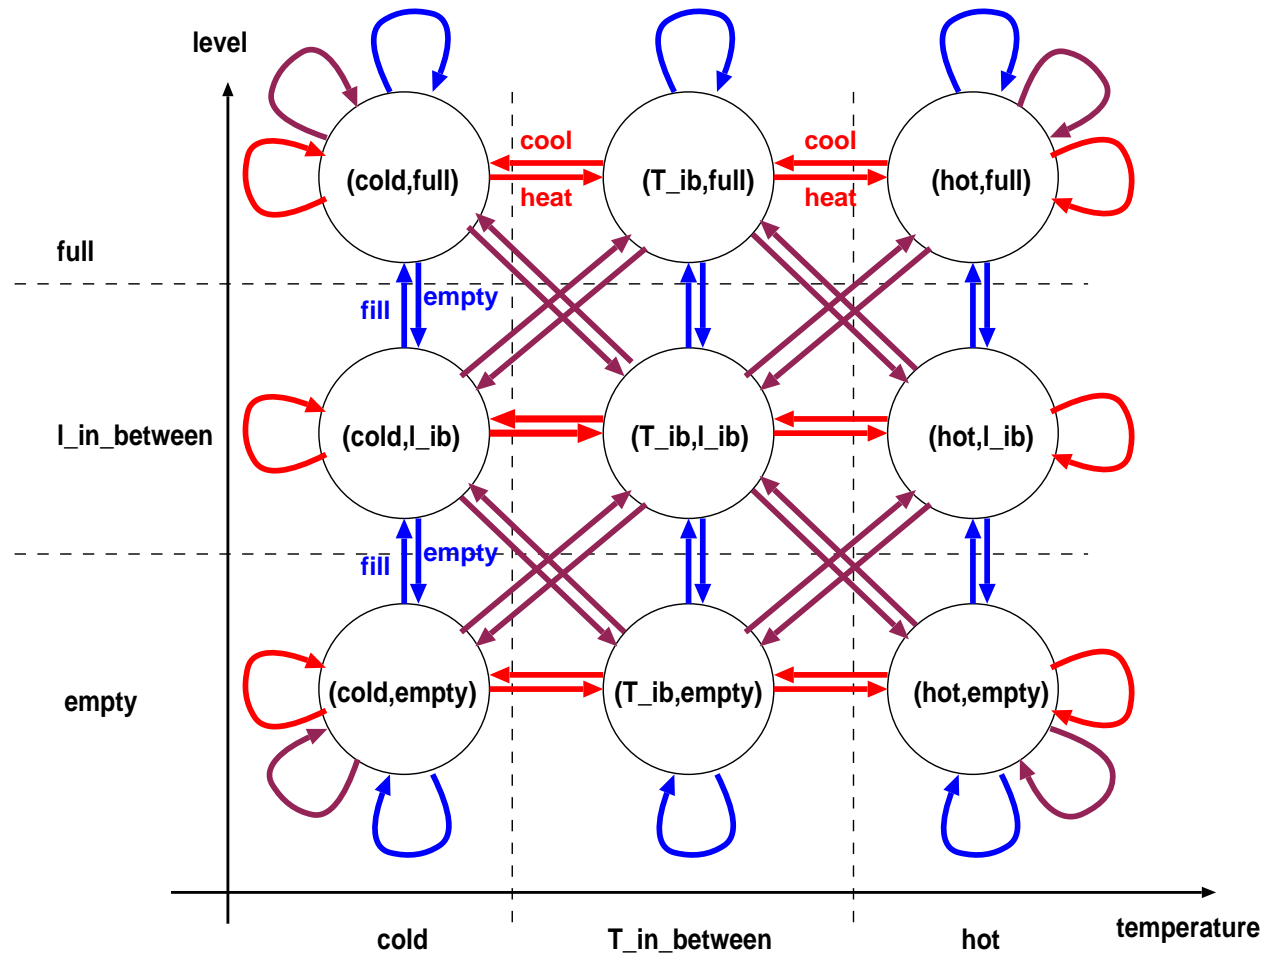 level
cool
cool
(cold,full)
(T_ib,full)
(hot,full)
heat
heat
full
fill
empty
l_in_between
(cold,l_ib)
(T_ib,l_ib)
(hot,l_ib)
fill
empty
empty
(cold,empty)
(T_ib,empty)
(hot,empty)
cold
T_in_between
hot
temperature